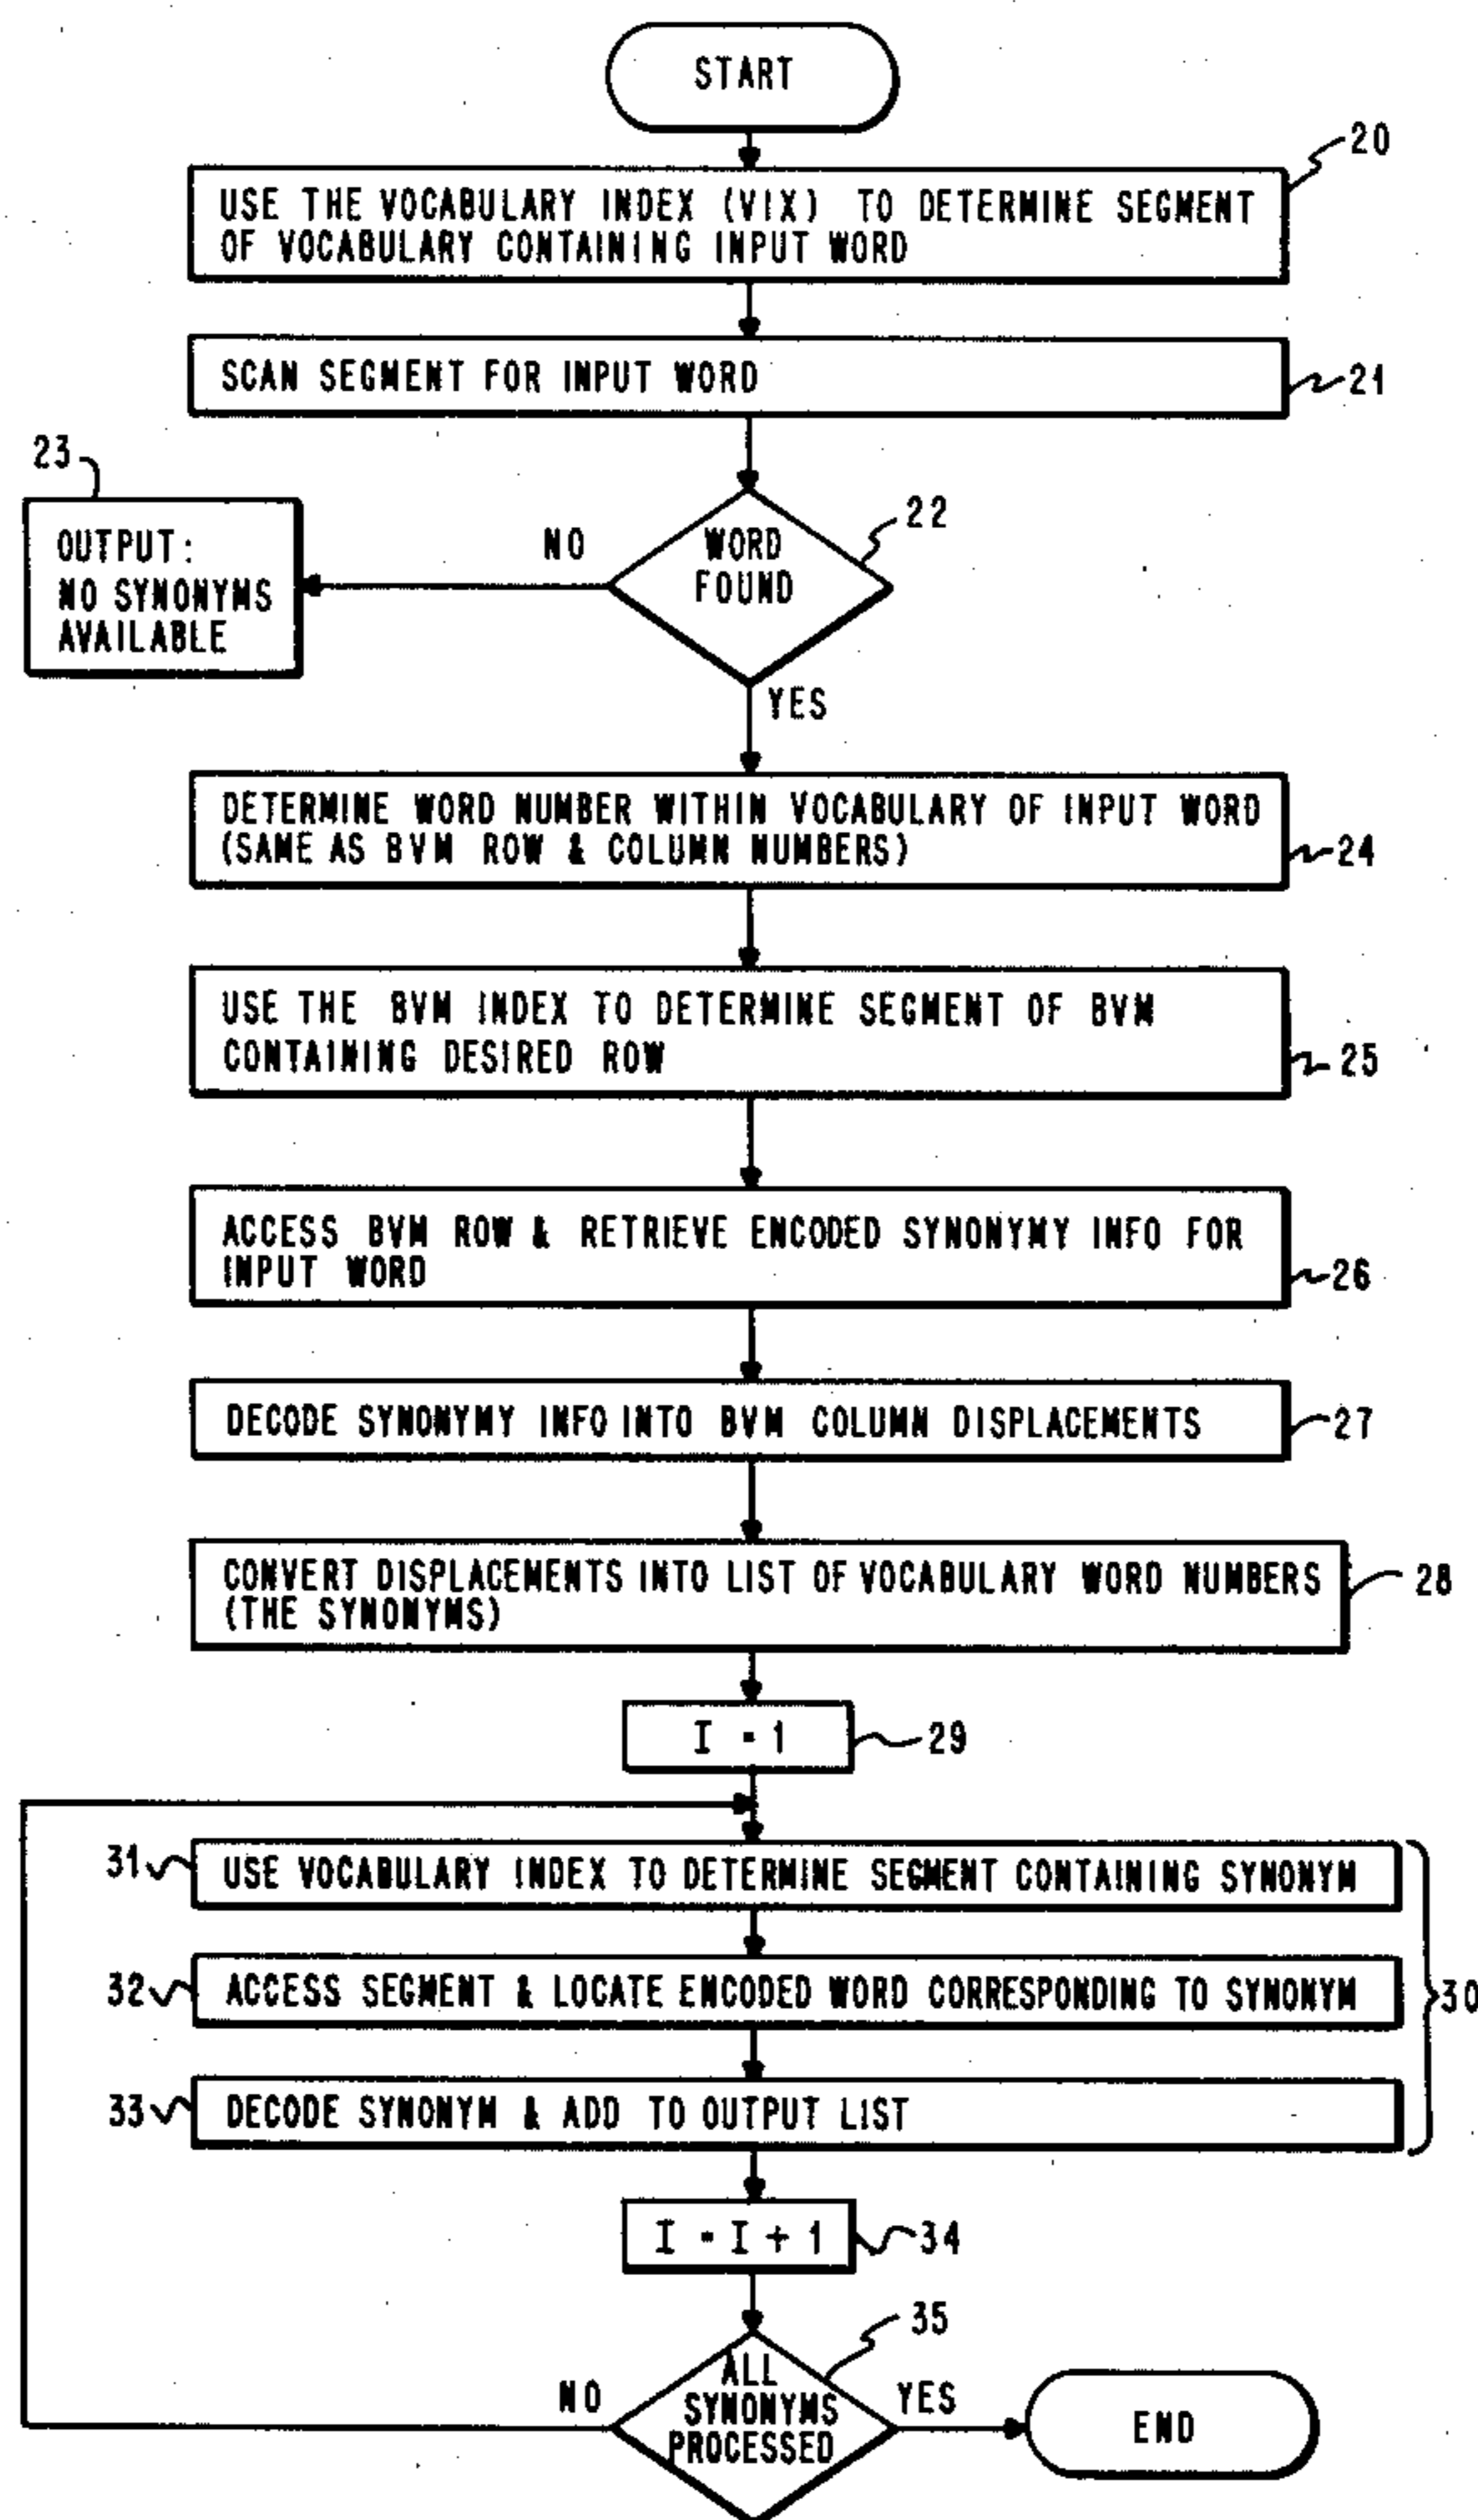 START
20
USE THE VOCABULARY INDEX (VIX) TO DETERMINE SEGMENT
OF VOCABULARY CONTAINING INPUT WORD
SCAN SEGMENT FOR INPUT WORD
21
23
OUTPUT:
NO SYNONYMS
AVAILABLE
NO
WORD
FOUND
22
YES
DETERMINE WORD NUMBER WITHIN VOCABULARY OF INPUT WORD
(SAME AS BVM ROW & COLUMN NUMBERS)
24
USE THE BVM INDEX TO DETERMINE SEGMENT OF BVM
CONTAINING DESIRED ROW
25
ACCESS BVM ROW & RETRIEVE ENCODED SYNONYMY INFO FOR
INPUT WORD
26
DECODE SYNONYMY INFO INTO BVM COLUMN DISPLACEMENTS
27
CONVERT DISPLACEMENTS INTO LIST OF VOCABULARY WORD NUMBERS
(THE SYNONYMS)
28
I = 1
29
31
USE VOCABULARY INDEX TO DETERMINE SEGMENT CONTAINING SYNONYM
32
ACCESS SEGMENT & LOCATE ENCODED WORD CORRESPONDING TO SYNONYM
30
33
DECODE SYNONYM & ADD TO OUTPUT LIST
I = I + 1
34
35
NO
ALL
SYNONYMS
PROCESSED
YES
END